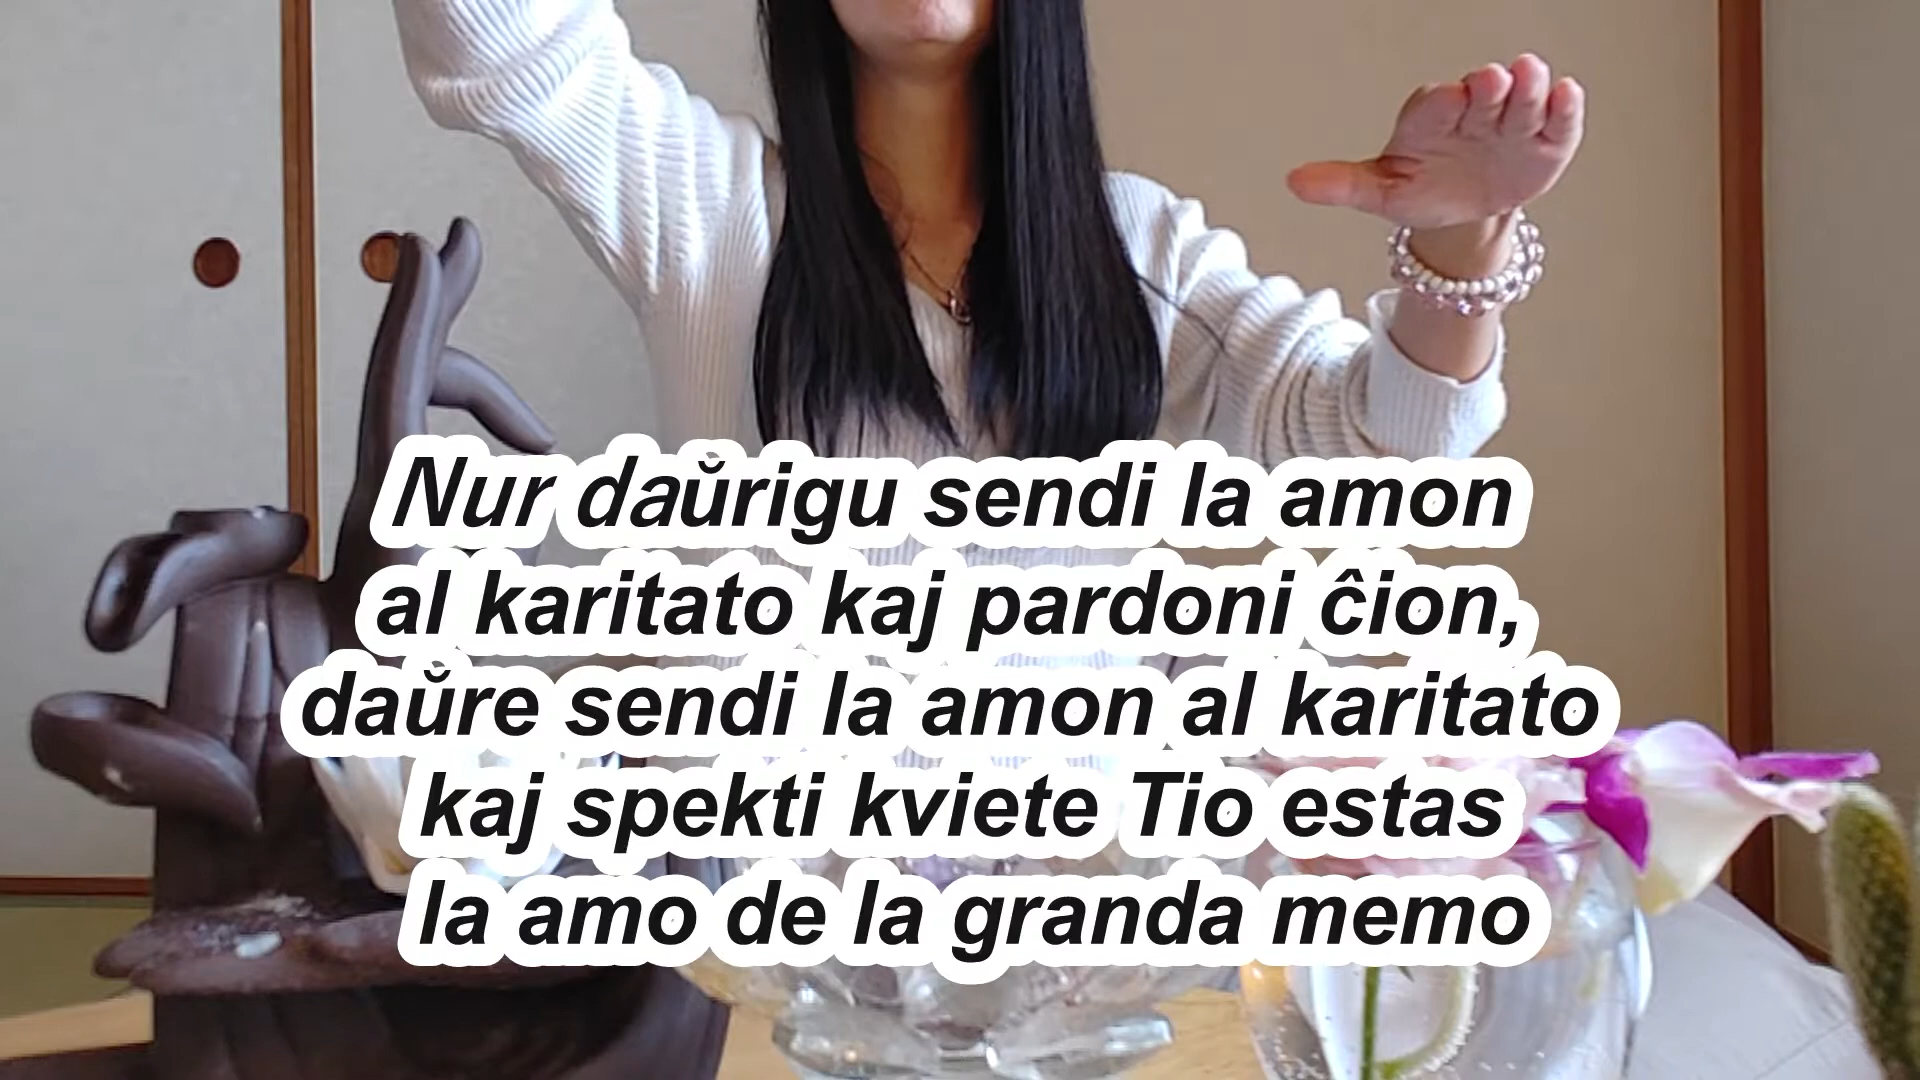 Nur daŭrigu sendi la amon
al karitato kaj pardoni ĉion,
daŭre sendi la amon al karitato
kaj spekti kviete Tio estas
la amo de la granda memo